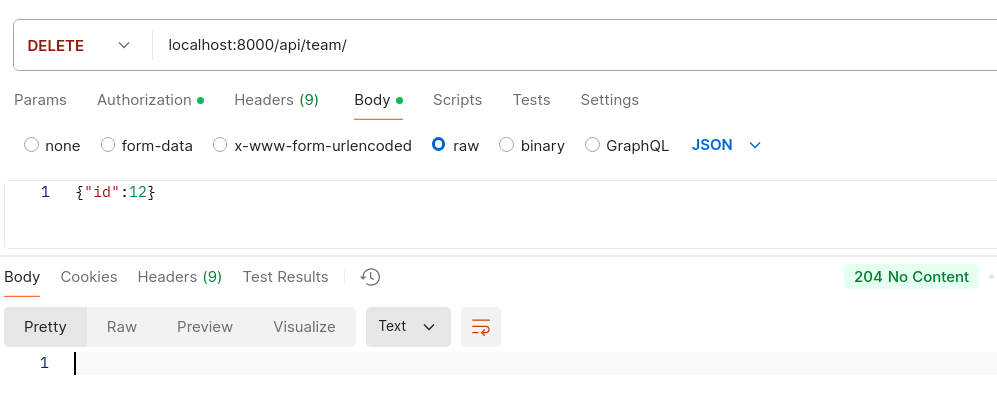 DELETE localhost:8000/api/team/
Params Authorization Headers (9) Body Scripts Tests Settings
none form-data x-www-form-urlencoded raw binary GraphQL JSON
1 {"id":12}
Body Cookies Headers (9) Test Results 204 No Content
Pretty Raw Preview Visualize Text
1